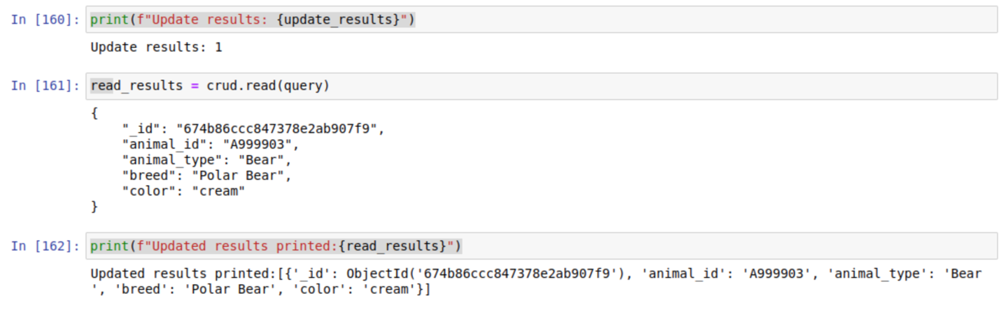 In [160]: print(f"Update results: {update_results}")
Update results: 1
In [161]: read_results = crud.read(query)
{
    "_id": "674b86ccc847378e2ab907f9",
    "animal_id": "A999903",
    "animal_type": "Bear",
    "breed": "Polar Bear",
    "color": "cream"
}
In [162]: print(f"Updated results printed:{read_results}")
Updated results printed:[{'_id': ObjectId('674b86ccc847378e2ab907f9'), 'animal_id': 'A999903', 'animal_type': 'Bear
', 'breed': 'Polar Bear', 'color': 'cream'}]